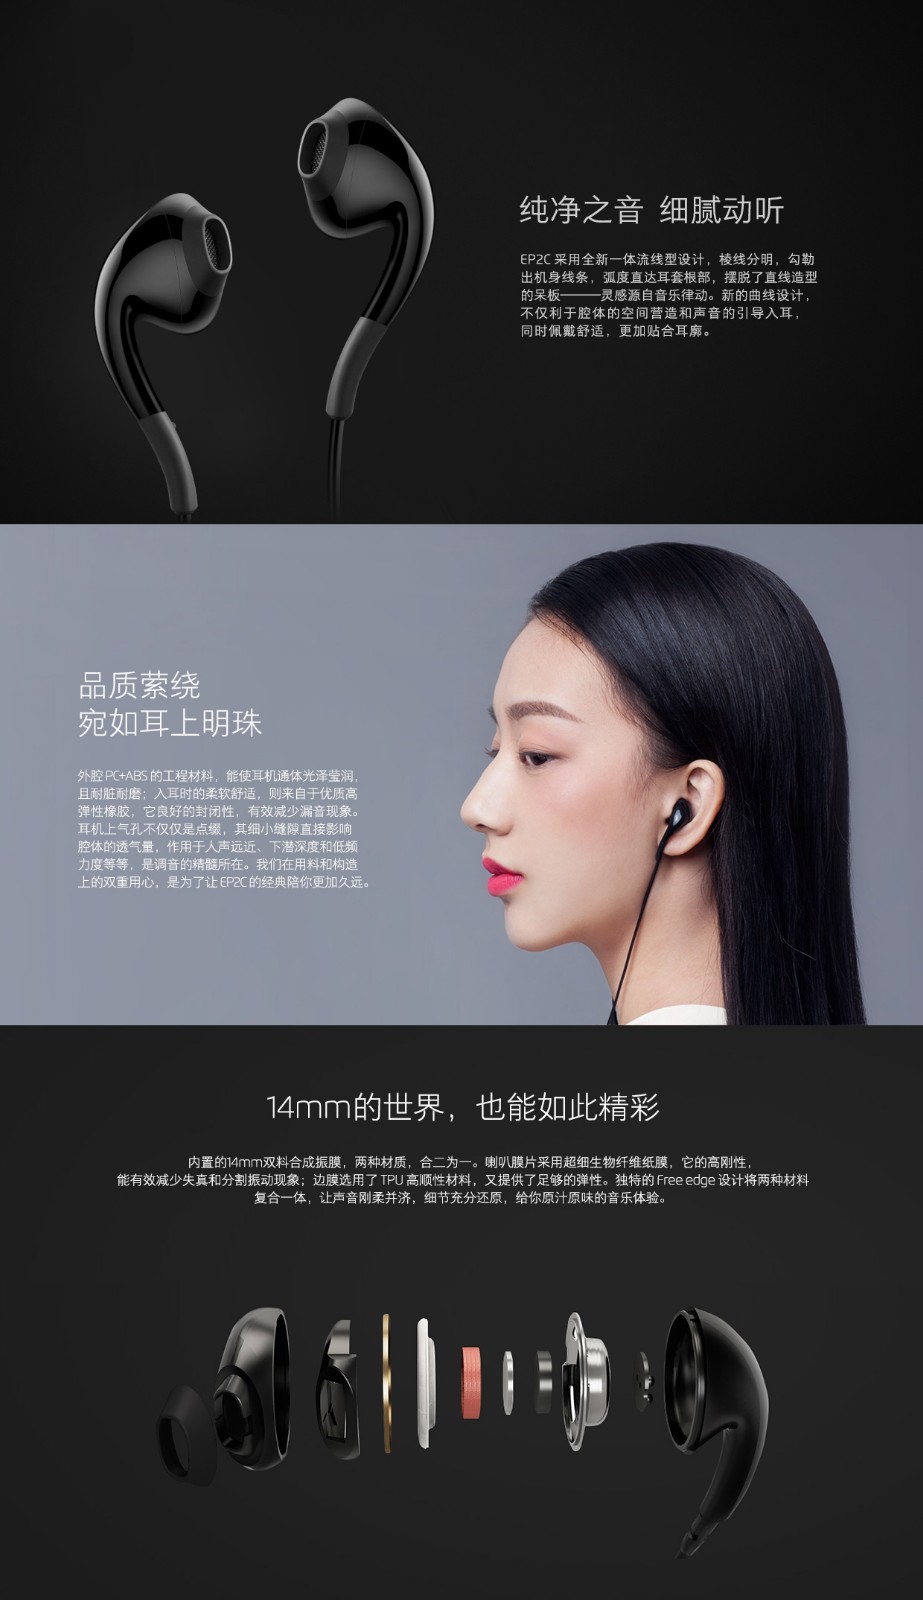 纯净之音 细腻动听
EP2C 采用全新一体流线型设计，棱线分明，勾勒
出机身线条，弧度直达耳套根部，摆脱了直线造型
的呆板———灵感源自音乐律动。新的曲线设计，
不仅利于腔体的空间营造和声音的引导入耳，
同时佩戴舒适，更加贴合耳廓。
品质萦绕
宛如耳上明珠
外腔 PC+ABS 的工程材料，能使耳机通体光泽莹润，
且耐脏耐磨；入耳时的柔软舒适，则来自于优质高
弹性橡胶，它良好的封闭性，有效减少漏音现象。
耳机上气孔不仅仅是点缀，其细小缝隙直接影响
腔体的透气量，作用于人声远近、下潜深度和低频
力度等等，是调音的精髓所在。我们在用料和构造
上的双重用心，是为了让 EP2C 的经典陪你更加久远。
14mm的世界，也能如此精彩
内置的14mm双料合成振膜，两种材质，合二为一。喇叭膜片采用超细生物纤维纸膜，它的高刚性，
能有效减少失真和分割振动现象；边膜选用了 TPU 高顺性材料，又提供了足够的弹性。独特的 Free edge 设计将两种材料
复合一体，让声音刚柔并济，细节充分还原，给你原汁原味的音乐体验。